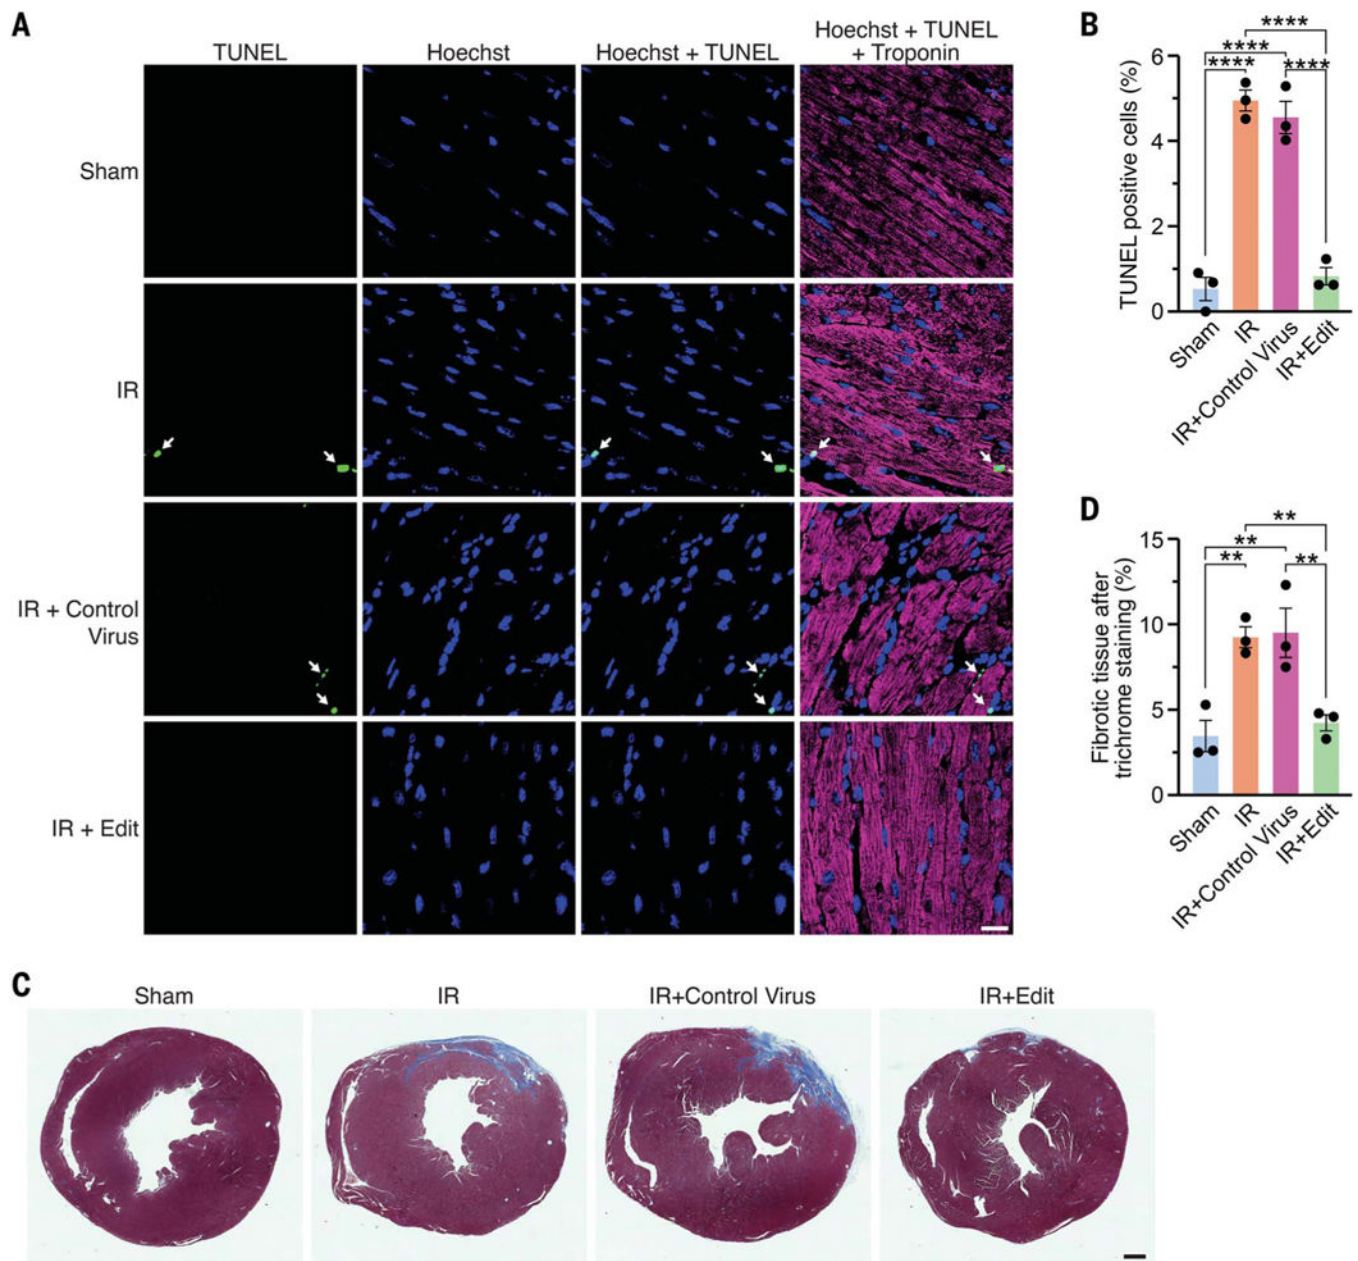 A
TUNEL
Hoechst
Hoechst + TUNEL
Hoechst + TUNEL
+ Troponin
Sham
IR
IR + Control
Virus
IR + Edit
B
****
****
****
****
TUNEL positive cells (%)
6
4
2
0
Sham
IR
IR+Control Virus
IR+Edit
D
**
**
**
**
Fibrotic tissue after
trichrome staining (%)
15
10
5
0
Sham
IR
IR+Control Virus
IR+Edit
C
Sham
IR
IR+Control Virus
IR+Edit